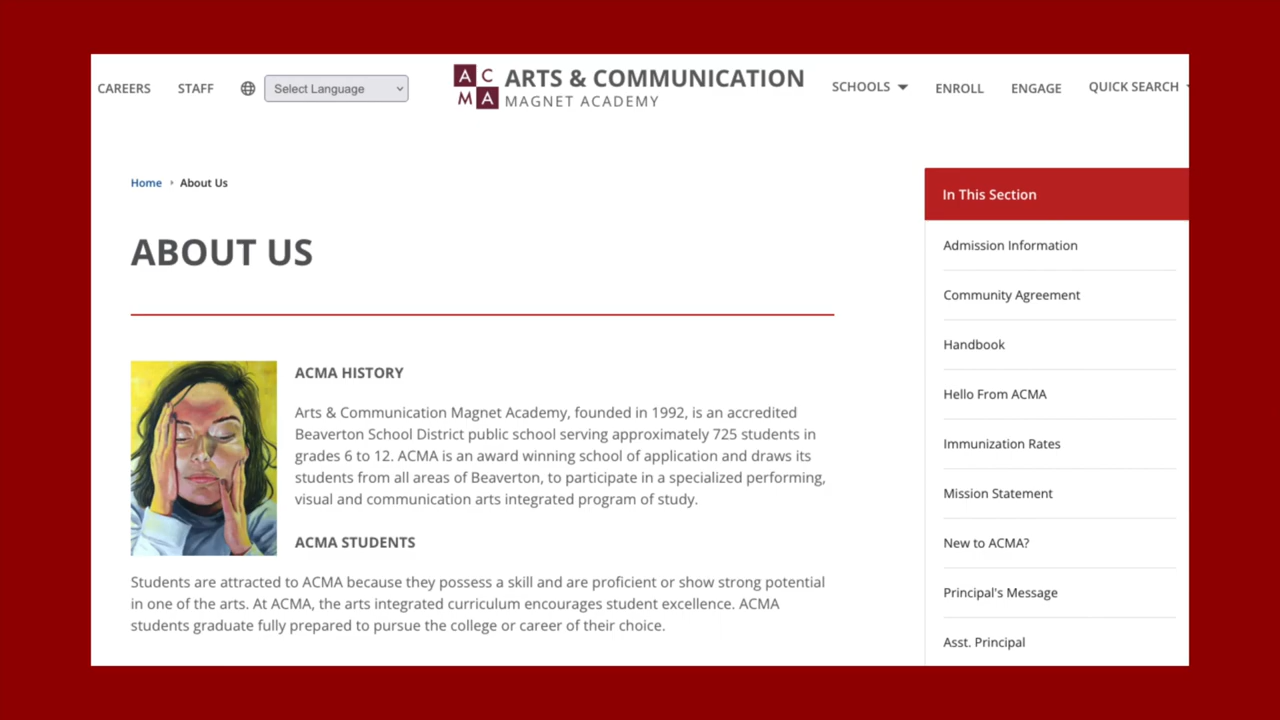 CAREERS STAFF Select Language
A C
M A
ARTS & COMMUNICATION
MAGNET ACADEMY
SCHOOLS ENROLL ENGAGE QUICK SEARCH
Home › About Us
ABOUT US
ACMA HISTORY
Arts & Communication Magnet Academy, founded in 1992, is an accredited
Beaverton School District public school serving approximately 725 students in
grades 6 to 12. ACMA is an award winning school of application and draws its
students from all areas of Beaverton, to participate in a specialized performing,
visual and communication arts integrated program of study.
ACMA STUDENTS
Students are attracted to ACMA because they possess a skill and are proficient or show strong potential
in one of the arts. At ACMA, the arts integrated curriculum encourages student excellence. ACMA
students graduate fully prepared to pursue the college or career of their choice.
In This Section
Admission Information
Community Agreement
Handbook
Hello From ACMA
Immunization Rates
Mission Statement
New to ACMA?
Principal's Message
Asst. Principal